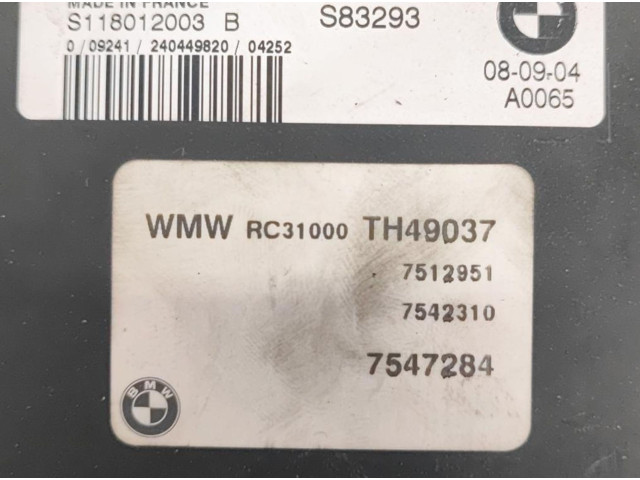 MADE IN FRANCE
S118012003 B S83293
0 /09241/ 240449820/ 04252
08-09-04
A0065
WMW RC31000 TH49037
7512951
7542310
7547284
BMW